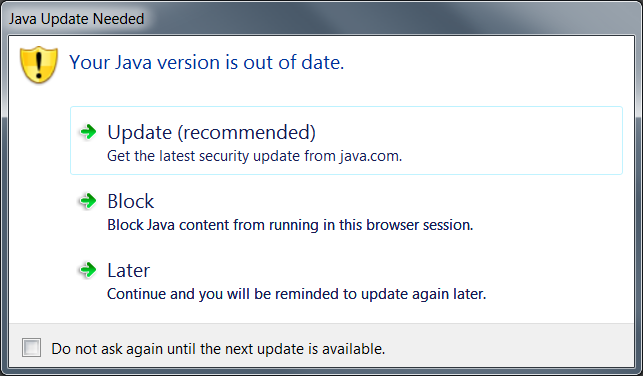 Java Update Needed
Your Java version is out of date.
Update (recommended)
Get the latest security update from java.com.
Block
Block Java content from running in this browser session.
Later
Continue and you will be reminded to update again later.
Do not ask again until the next update is available.